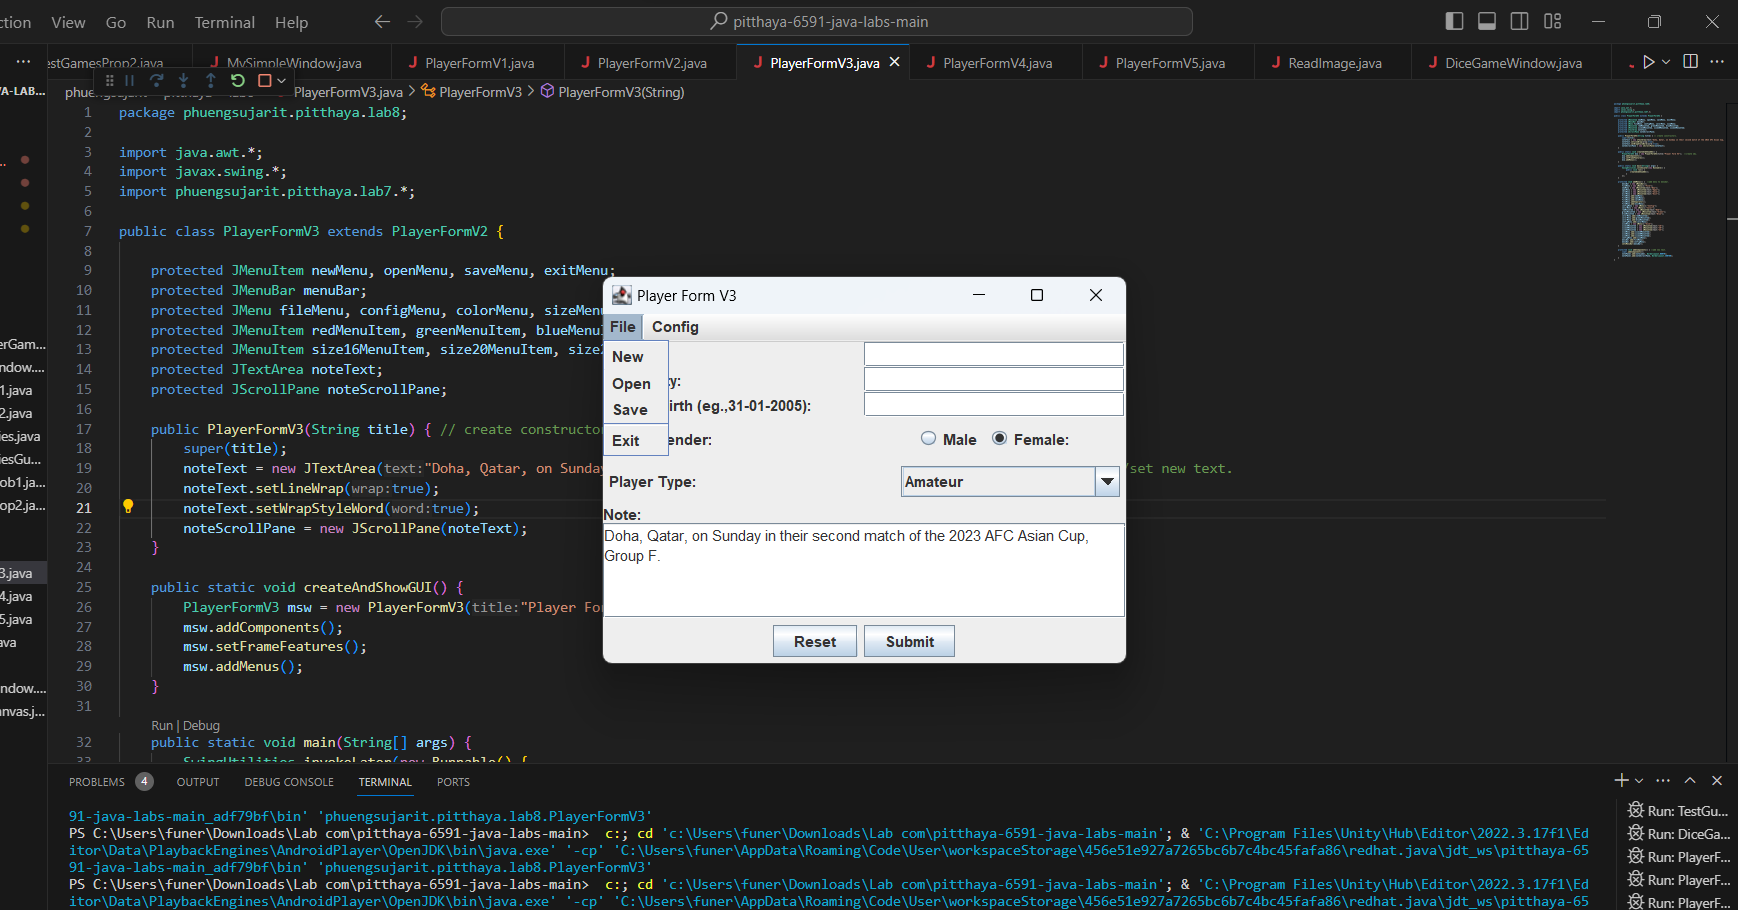 ction View Go Run Terminal Help
pitthaya-6591-java-labs-main
estGamesProp2.java MySimpleWindow.java PlayerFormV1.java PlayerFormV2.java PlayerFormV3.java PlayerFormV4.java PlayerFormV5.java ReadImage.java DiceGameWindow.java
PlayerFormV3.java > PlayerFormV3 > PlayerFormV3(String)
1 package phuengsujarit.pitthaya.lab8;
2
3 import java.awt.*;
4 import javax.swing.*;
5 import phuengsujarit.pitthaya.lab7.*;
6
7 public class PlayerFormV3 extends PlayerFormV2 {
8
9 protected JMenuItem newMenu, openMenu, saveMenu, exitMenu;
10 protected JMenuBar menuBar;
11 protected JMenu fileMenu, configMenu, colorMenu, sizeMen
12 protected JMenuItem redMenuItem, greenMenuItem, blueMenu
13 protected JMenuItem size16MenuItem, size20MenuItem, size
14 protected JTextArea noteText;
15 protected JScrollPane noteScrollPane;
16
17 public PlayerFormV3(String title) { // create constructo
18 super(title);
19 noteText = new JTextArea(text:"Doha, Qatar, on Sunday /set new text.
20 noteText.setLineWrap(wrap:true);
21 noteText.setWrapStyleWord(word:true);
22 noteScrollPane = new JScrollPane(noteText);
23 }
24
25 public static void createAndShowGUI() {
26 PlayerFormV3 msw = new PlayerFormV3(title:"Player Fo
27 msw.addComponents();
28 msw.setFrameFeatures();
29 msw.addMenus();
30 }
31
Run | Debug
32 public static void main(String[] args) {
33 SwingUtilities.invokeLater(new Runnable() {
A-LAB...
erGam...
ndow....
1.java
2.java
ies.java
iesGu...
ob1.ja...
op2.ja...
3.java
4.java
5.java
ava
ndow....
anvas.j...
Player Form V3
File Config
New
Open
Save
Exit
y:
irth (eg.,31-01-2005):
ender: Male Female:
Player Type: Amateur
Note:
Doha, Qatar, on Sunday in their second match of the 2023 AFC Asian Cup,
Group F.
Reset Submit
PROBLEMS 4 OUTPUT DEBUG CONSOLE TERMINAL PORTS
91-java-labs-main_adf79bf\bin' 'phuengsujarit.pitthaya.lab8.PlayerFormV3'
PS C:\Users\funer\Downloads\Lab com\pitthaya-6591-java-labs-main> c:; cd 'c:\Users\funer\Downloads\Lab com\pitthaya-6591-java-labs-main'; & 'C:\Program Files\Unity\Hub\Editor\2022.3.17f1\Ed
itor\Data\PlaybackEngines\AndroidPlayer\OpenJDK\bin\java.exe' '-cp' 'C:\Users\funer\AppData\Roaming\Code\User\workspaceStorage\456e51e927a7265bc6b7c4bc45fafa86\redhat.java\jdt_ws\pitthaya-65
91-java-labs-main_adf79bf\bin' 'phuengsujarit.pitthaya.lab8.PlayerFormV3'
PS C:\Users\funer\Downloads\Lab com\pitthaya-6591-java-labs-main> c:; cd 'c:\Users\funer\Downloads\Lab com\pitthaya-6591-java-labs-main'; & 'C:\Program Files\Unity\Hub\Editor\2022.3.17f1\Ed
itor\Data\PlaybackEngines\AndroidPlayer\OpenJDK\bin\java.exe' '-cp' 'C:\Users\funer\AppData\Roaming\Code\User\workspaceStorage\456e51e927a7265bc6b7c4bc45fafa86\redhat.java\jdt_ws\pitthaya-65
Run: TestGu...
Run: DiceGa...
Run: PlayerF...
Run: PlayerF...
Run: PlayerF...